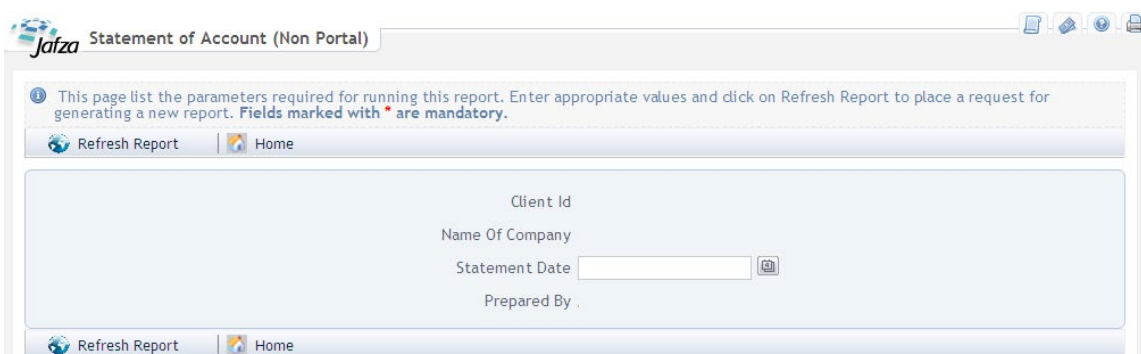 Jafza Statement of Account (Non Portal)
This page list the parameters required for running this report. Enter appropriate values and click on Refresh Report to place a request for
generating a new report. Fields marked with * are mandatory.
Refresh Report Home
Client Id
Name Of Company
Statement Date
Prepared By .
Refresh Report Home